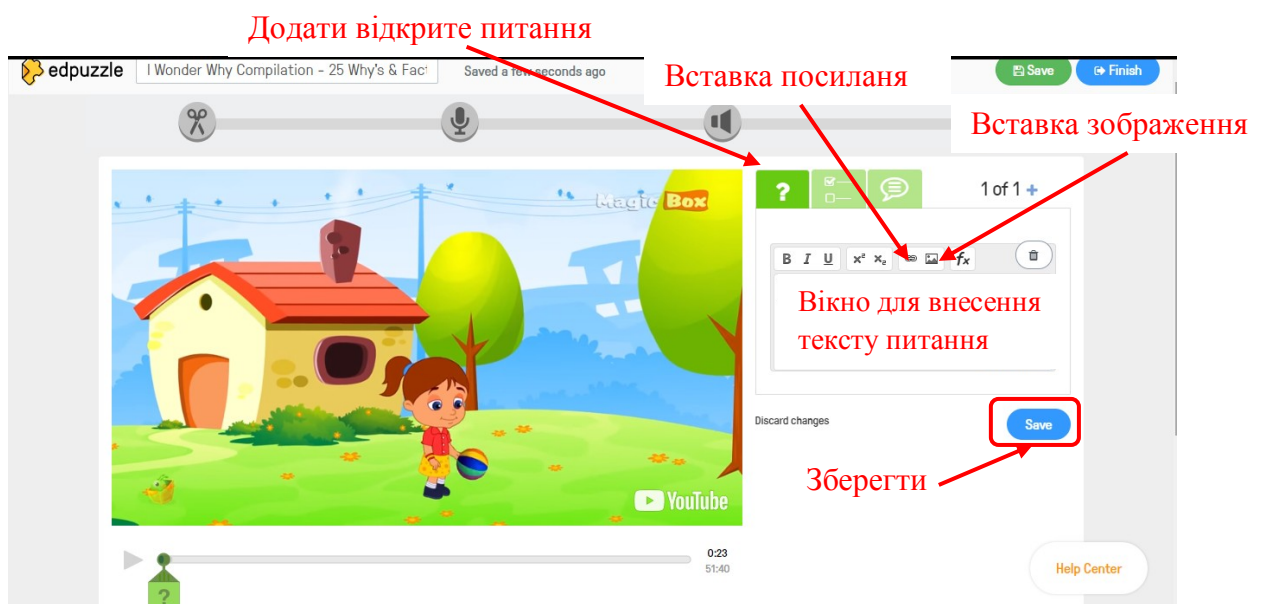 Додати відкрите питання
edpuzzle
I Wonder Why Compilation - 25 Why's & Fac
Saved a few seconds ago
Вставка посиланя
Save
Finish
Вставка зображення
Magic Box
?
1 of 1 +
B I U x² x₂ fx
Вікно для внесення
тексту питання
Discard changes
Save
Зберегти
YouTube
0:23
51:40
Help Center
?